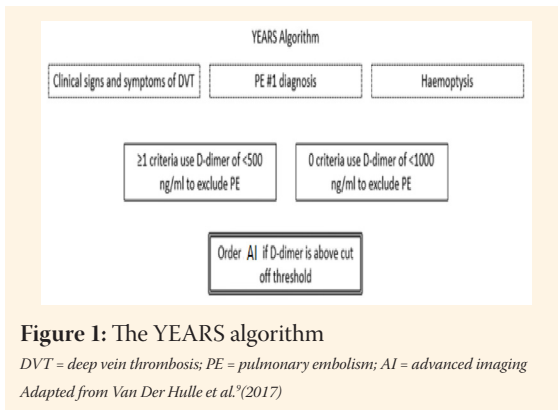 YEARS Algorithm
Clinical signs and symptoms of DVT
PE #1 diagnosis
Haemoptysis
≥1 criteria use D-dimer of <500
ng/ml to exclude PE
0 criteria use D-dimer of <1000
ng/ml to exclude PE
Order AI if D-dimer is above cut
off threshold
Figure 1: The YEARS algorithm
DVT = deep vein thrombosis; PE = pulmonary embolism; AI = advanced imaging
Adapted from Van Der Hulle et al.⁹(2017)